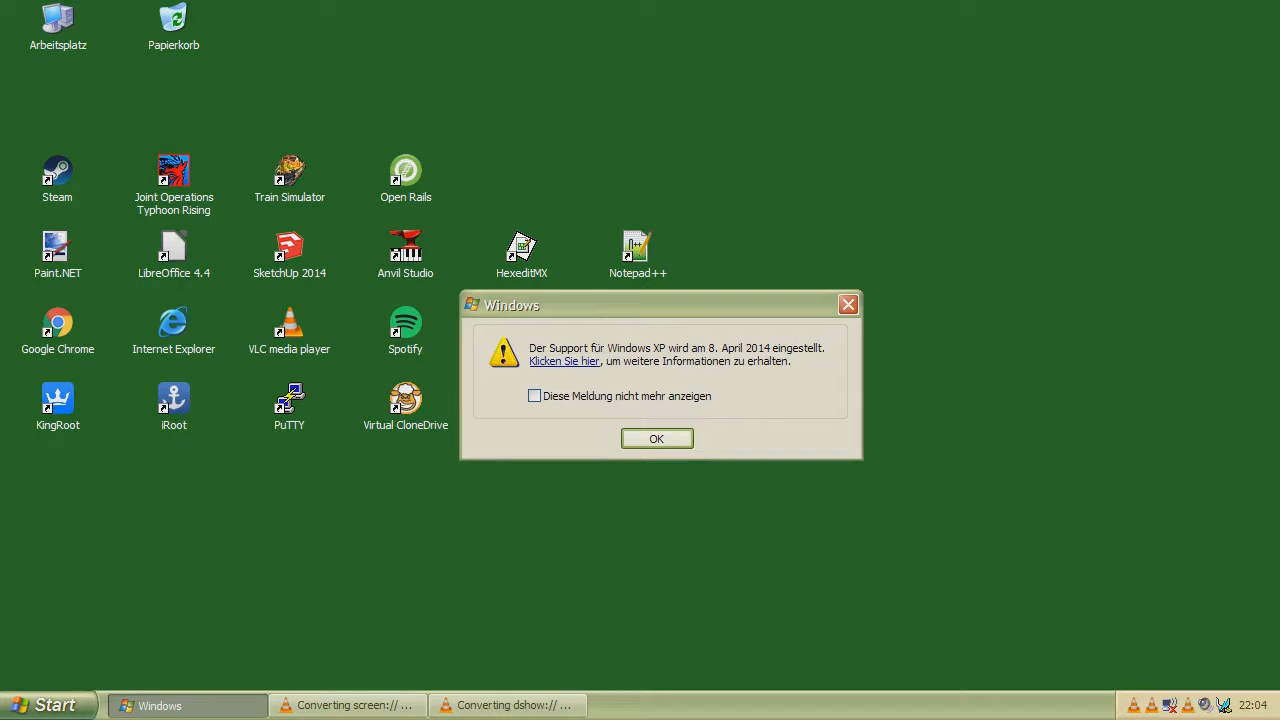 Arbeitsplatz
Papierkorb
Steam
Joint Operations
Typhoon Rising
Train Simulator
Open Rails
Paint.NET
LibreOffice 4.4
SketchUp 2014
Anvil Studio
HexeditMX
Notepad++
Google Chrome
Internet Explorer
VLC media player
Spotify
KingRoot
iRoot
PuTTY
Virtual CloneDrive
Windows
Der Support für Windows XP wird am 8. April 2014 eingestellt.
Klicken Sie hier, um weitere Informationen zu erhalten.
Diese Meldung nicht mehr anzeigen
OK
Start
Windows
Converting screen:// ...
Converting dshow:// ...
22:04